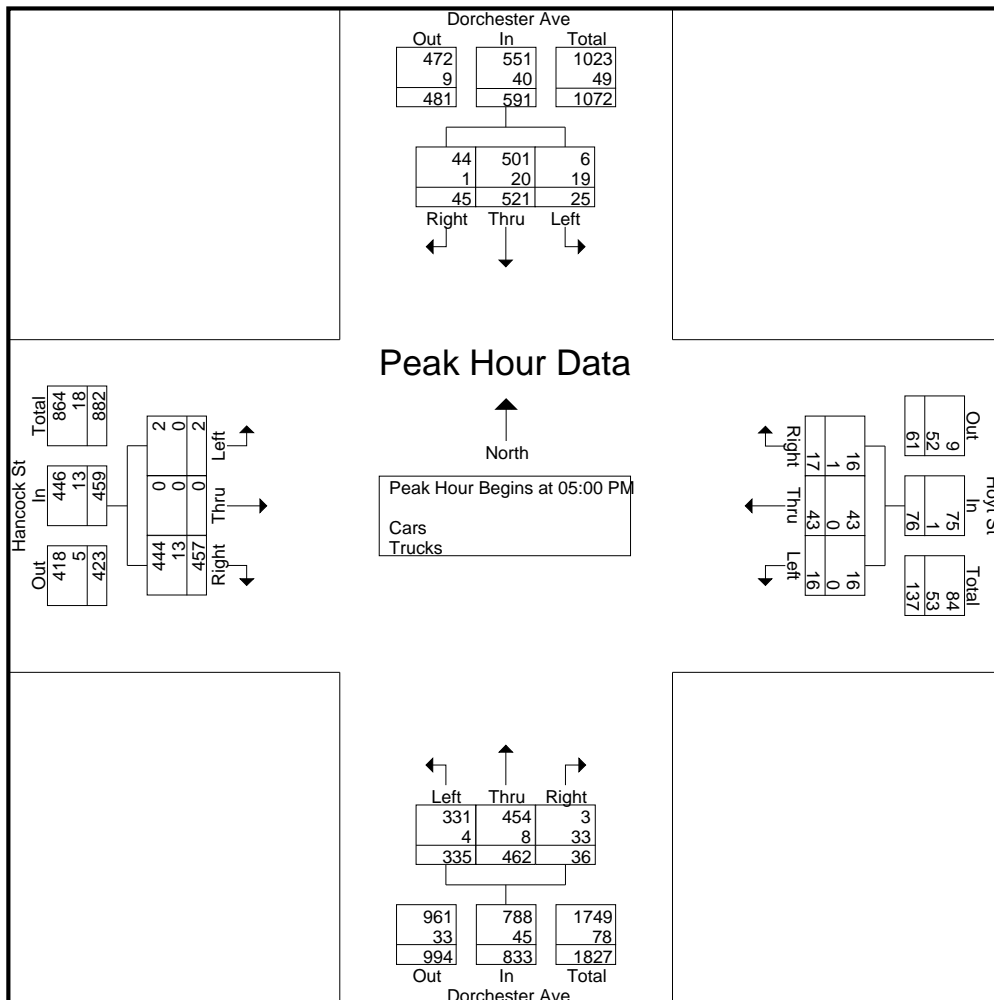 Dorchester Ave
Out In Total
472 551 1023
9 40 49
481 591 1072
44 501 6
1 20 19
45 521 25
Right Thru Left
Peak Hour Data
North
Peak Hour Begins at 05:00 PM
Cars
Trucks
Hancock St
Out In Total
418 446 864
5 13 18
423 459 882
2 0 444
0 0 13
2 0 457
Left Thru Right
Hoyt St
Out In Total
9 75 84
52 1 53
61 76 137
16 43 16
1 0 0
17 43 16
Right Thru Left
Left Thru Right
331 454 3
4 8 33
335 462 36
961 788 1749
33 45 78
994 833 1827
Out In Total
Dorchester Ave